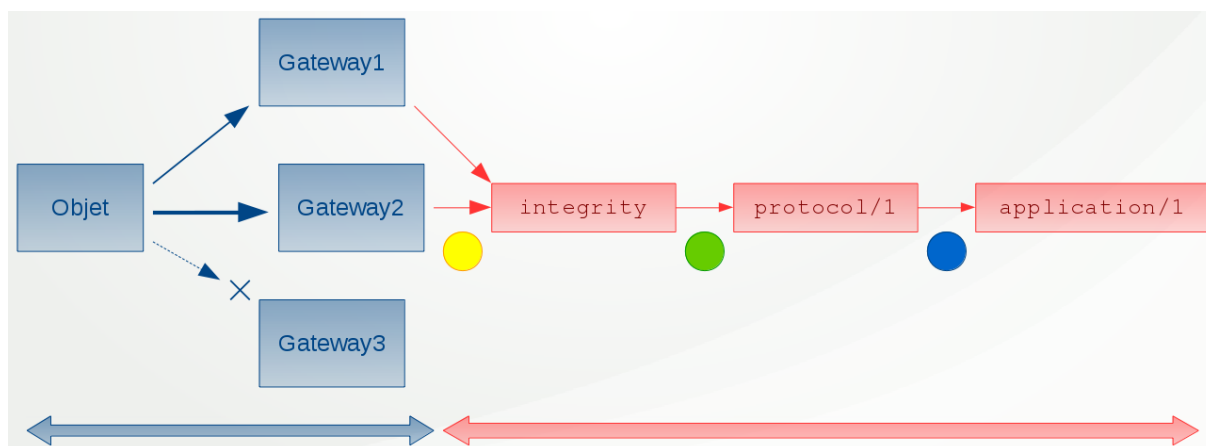 Gateway1
Objet
Gateway2
integrity
protocol/1
application/1
Gateway3